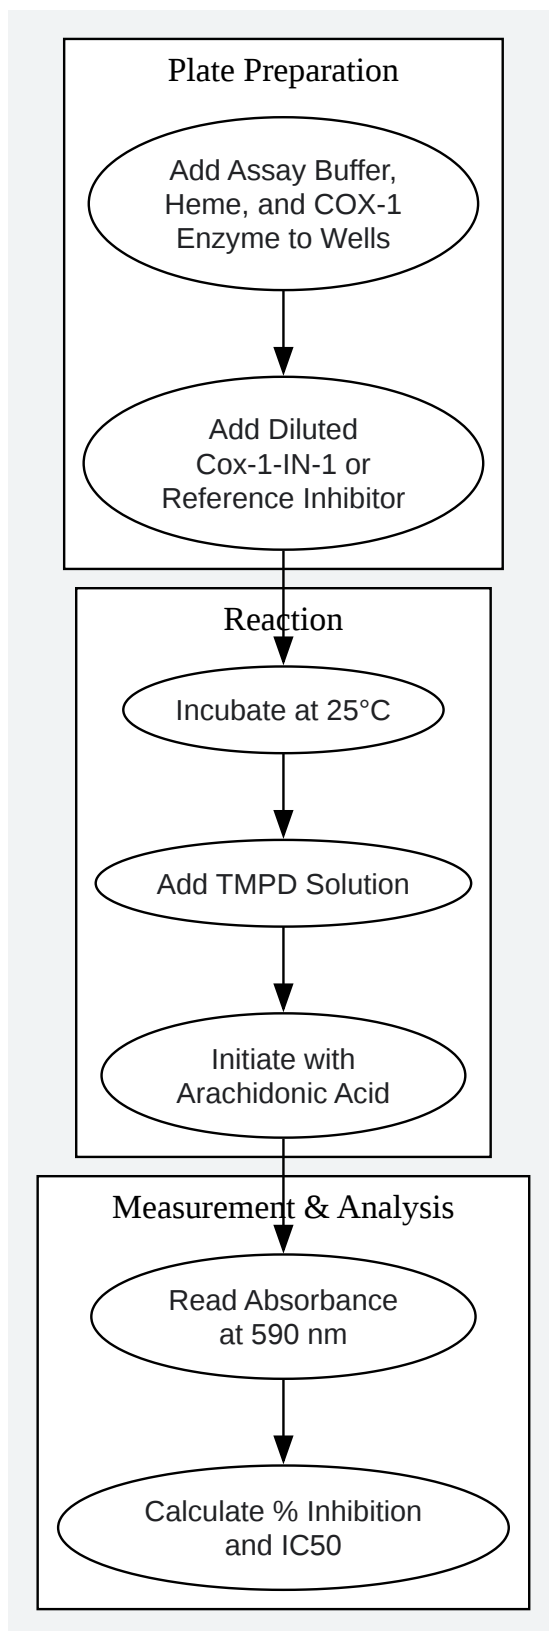 Plate Preparation
Add Assay Buffer,
Heme, and COX-1
Enzyme to Wells
Add Diluted
Cox-1-IN-1 or
Reference Inhibitor
Reaction
Incubate at 25°C
Add TMPD Solution
Initiate with
Arachidonic Acid
Measurement & Analysis
Read Absorbance
at 590 nm
Calculate % Inhibition
and IC50